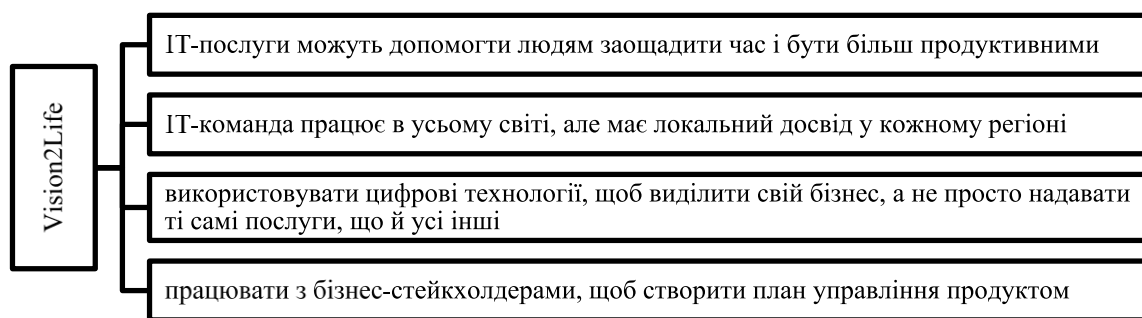 Vision2Life
ІТ-послуги можуть допомогти людям заощадити час і бути більш продуктивними
ІТ-команда працює в усьому світі, але має локальний досвід у кожному регіоні
використовувати цифрові технології, щоб виділити свій бізнес, а не просто надавати
ті самі послуги, що й усі інші
працювати з бізнес-стейкхолдерами, щоб створити план управління продуктом